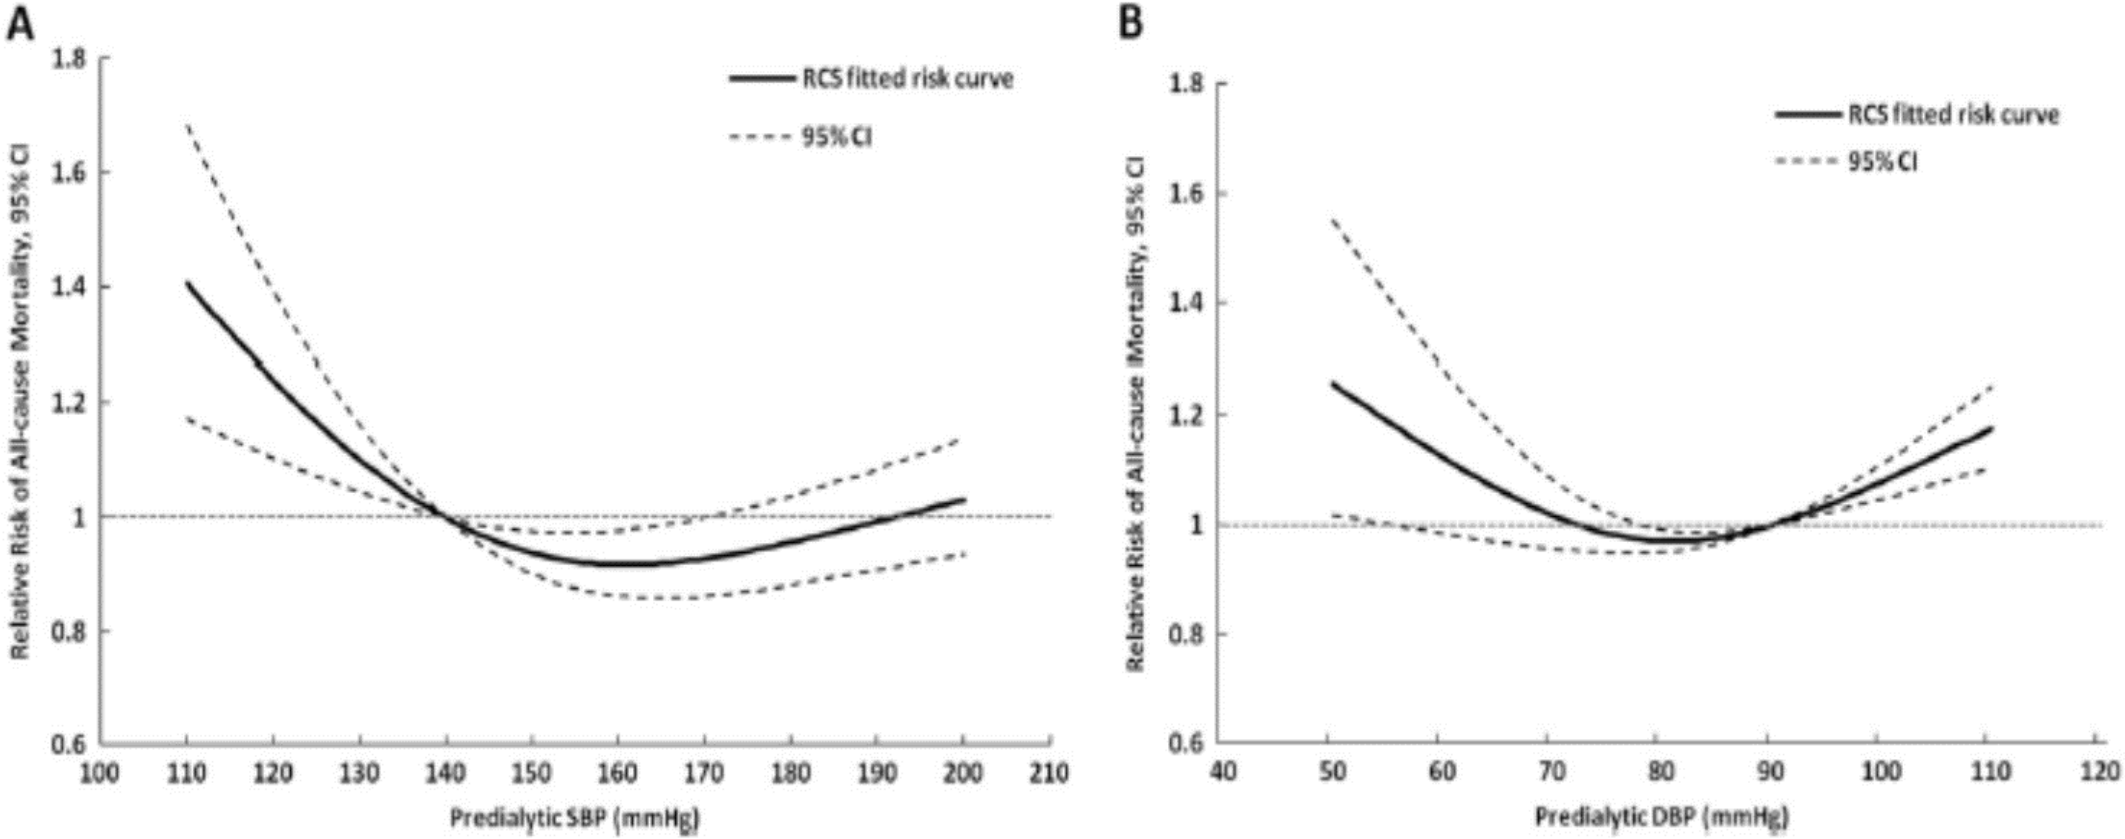 A
1.8
1.6
1.4
1.2
1
0.8
0.6
Relative Risk of All-cause Mortality, 95% CI
RCS fitted risk curve
95% CI
100 110 120 130 140 150 160 170 180 190 200 210
Predialytic SBP (mmHg)
B
1.8
1.6
1.4
1.2
1
0.8
0.6
Relative Risk of All-cause Mortality, 95% CI
RCS fitted risk curve
95% CI
40 50 60 70 80 90 100 110 120
Predialytic DBP (mmHg)